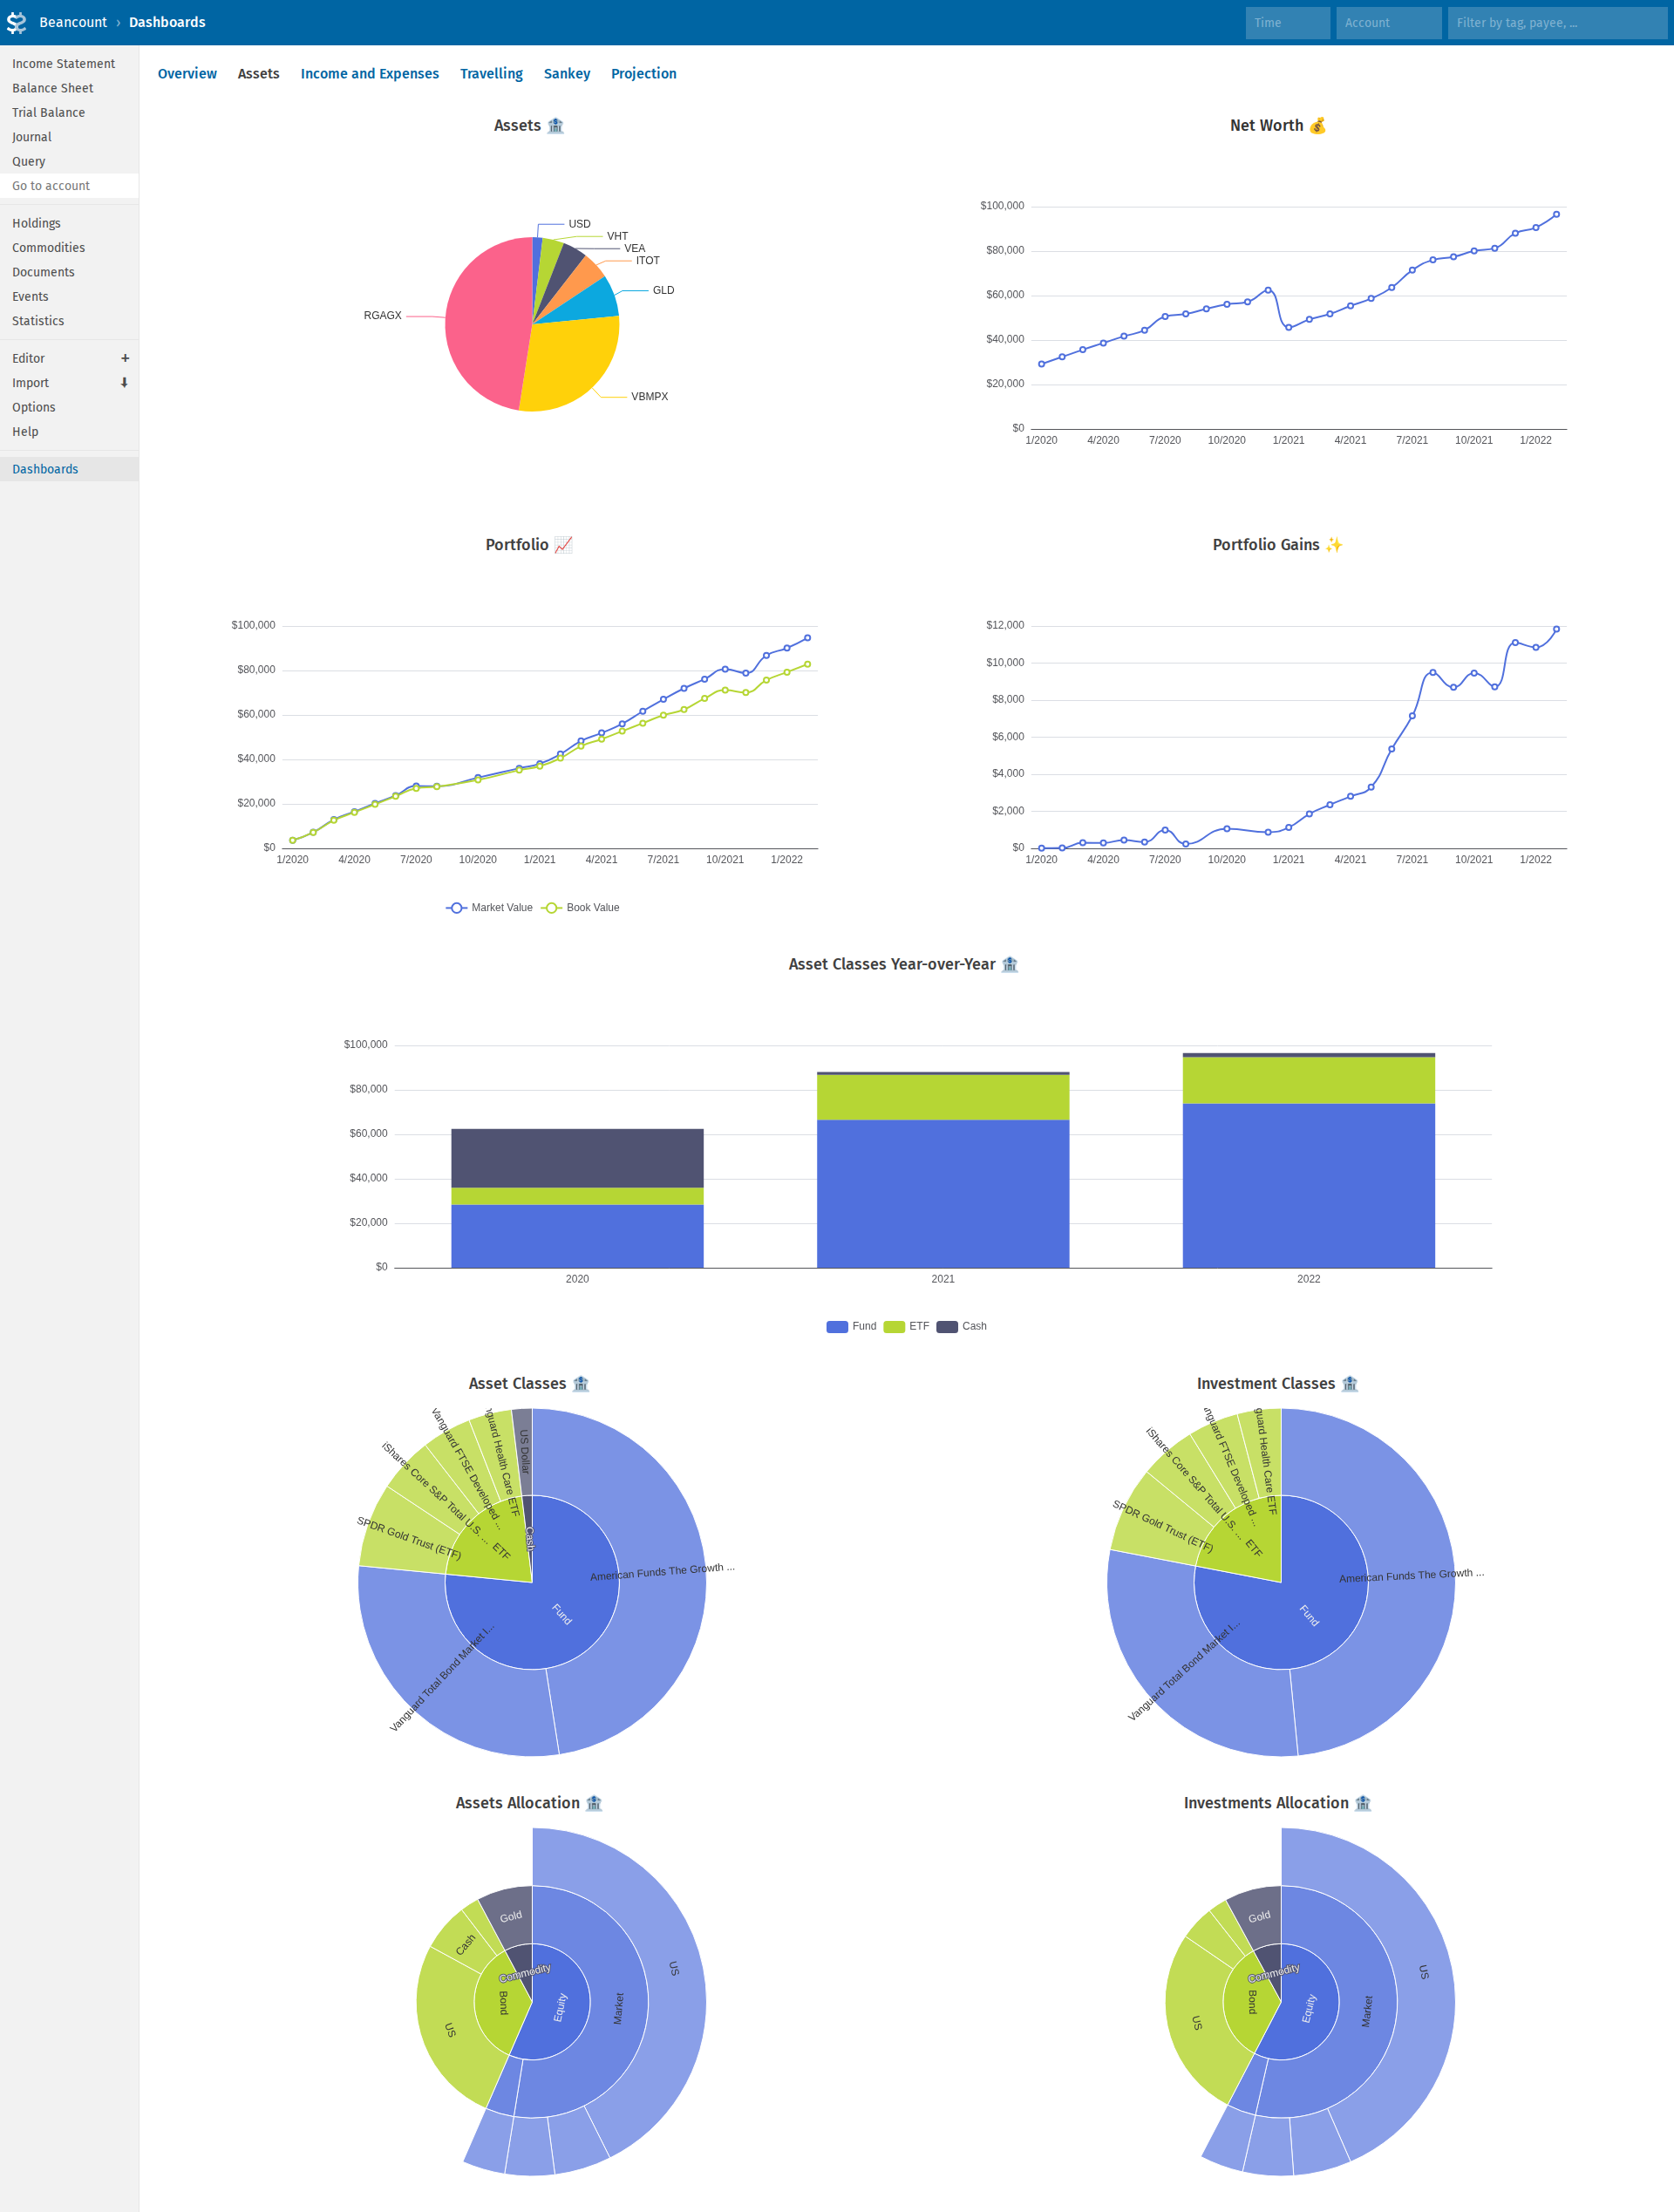 Beancount › Dashboards
Time
Account
Filter by tag, payee, ...
Income Statement
Balance Sheet
Trial Balance
Journal
Query
Go to account
Holdings
Commodities
Documents
Events
Statistics
Editor +
Import
Options
Help
Dashboards
Overview Assets Income and Expenses Travelling Sankey Projection
Assets
USD
VHT
VEA
ITOT
GLD
RGAGX
VBMPX
Net Worth
$100,000
$80,000
$60,000
$40,000
$20,000
$0
1/2020 4/2020 7/2020 10/2020 1/2021 4/2021 7/2021 10/2021 1/2022
Portfolio
$100,000
$80,000
$60,000
$40,000
$20,000
$0
1/2020 4/2020 7/2020 10/2020 1/2021 4/2021 7/2021 10/2021 1/2022
Market Value Book Value
Portfolio Gains
$12,000
$10,000
$8,000
$6,000
$4,000
$2,000
$0
1/2020 4/2020 7/2020 10/2020 1/2021 4/2021 7/2021 10/2021 1/2022
Asset Classes Year-over-Year
$100,000
$80,000
$60,000
$40,000
$20,000
$0
2020 2021 2022
Fund ETF Cash
Asset Classes
American Funds The Growth ...
Vanguard Total Bond Market I...
SPDR Gold Trust (ETF)
iShares Core S&P Total U.S. ...
Vanguard FTSE Developed ...
guard Health Care ETF
US Dollar
Fund
ETF
Cash
Investment Classes
American Funds The Growth ...
Vanguard Total Bond Market I...
SPDR Gold Trust (ETF)
iShares Core S&P Total U.S. ...
nguard FTSE Developed ...
guard Health Care ETF
Fund
ETF
Assets Allocation
US
Market
Equity
US
Bond
Cash
Gold
Commodity
Investments Allocation
US
Market
Equity
US
Bond
Gold
Commodity